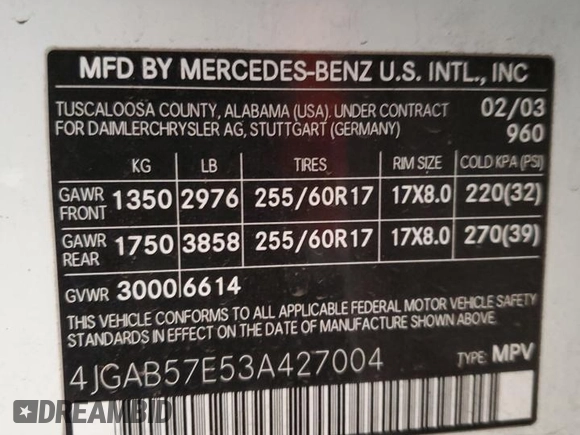 MFD BY MERCEDES-BENZ U.S. INTL., INC
TUSCALOOSA COUNTY, ALABAMA (USA). UNDER CONTRACT 02/03
FOR DAIMLERCHRYSLER AG, STUTTGART (GERMANY) 960
KG LB TIRES RIM SIZE COLD KPA (PSI)
GAWR FRONT 1350 2976 255/60R17 17X8.0 220(32)
GAWR REAR 1750 3858 255/60R17 17X8.0 270(39)
GVWR 3000 6614
THIS VEHICLE CONFORMS TO ALL APPLICABLE FEDERAL MOTOR VEHICLE SAFETY
STANDARDS IN EFFECT ON THE DATE OF MANUFACTURE SHOWN ABOVE.
4JGAB57E53A427004 TYPE: MPV
DREAMBID